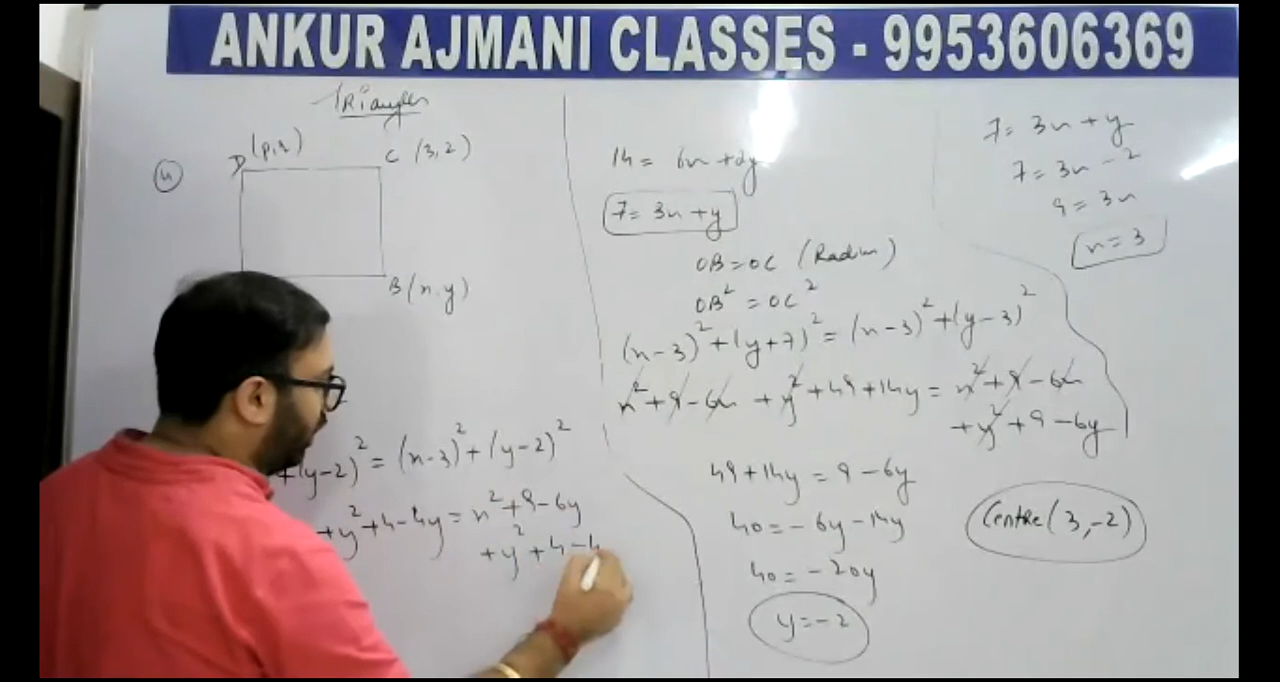 ANKUR AJMANI CLASSES - 9953606369
Triangles
4
D (p,q)
C (3,2)
B (x,y)
+(y-2)² = (x-3)² + (y-2)²
+y²+4-4y = x²+9-6y
+y²+4-4
14 = 6x+2y
7 = 3x+y
OB=OC (Radius)
OB² = OC²
(x-3)²+(y+7)² = (x-3)²+(y-3)²
x²+9-6x +y²+49+14y = x²+9-6x
+y²+9-6y
49+14y = 9-6y
40 = -6y-14y
40 = -20y
y=-2
7 = 3x+y
7 = 3x-2
9 = 3x
x=3
Centre (3,-2)